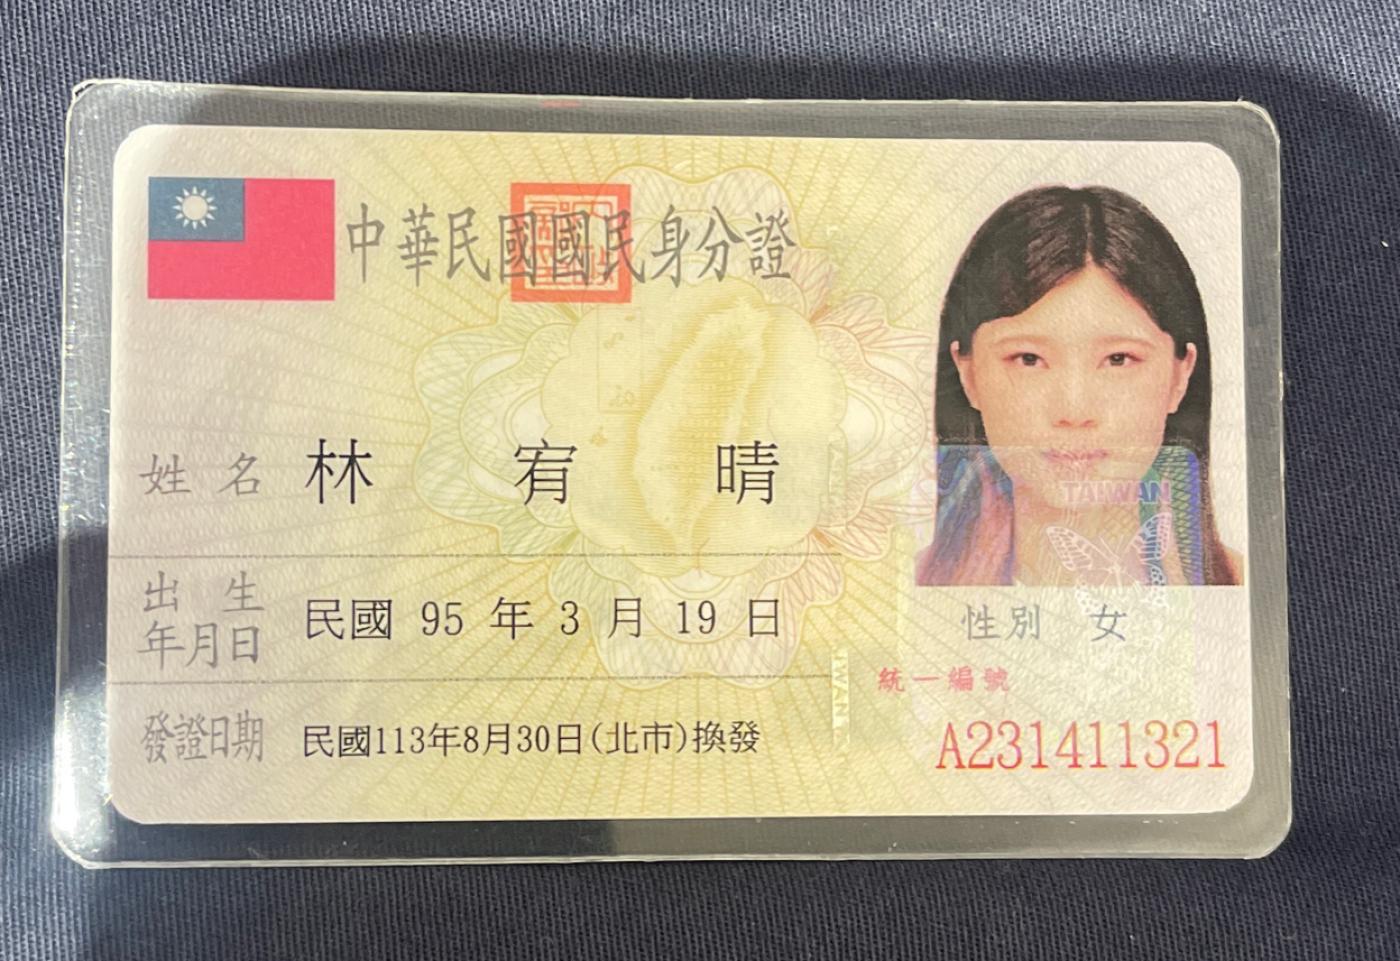 中華民國國民身分證
姓名 林宥晴
出生年月日 民國 95 年 3 月 19 日
發證日期 民國113年8月30日(北市)換發
TAIWAN
性別 女
統一編號
A231411321